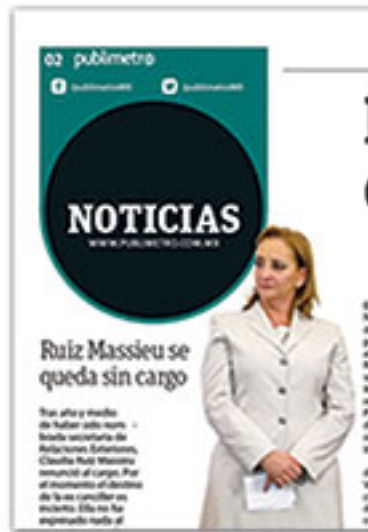 02 publimetro
PublimetroMX PublimetroMX
NOTICIAS
WWW.PUBLIMETRO.COM.MX
Ruiz Massieu se
queda sin cargo
Tras año y medio
de haber sido nom-
brada secretaria de
Relaciones Exteriores,
Claudia Ruiz Massieu
renunció al cargo. Por
el momento el destino
de la ex canciller es
incierto. Ella no ha
expresado nada al